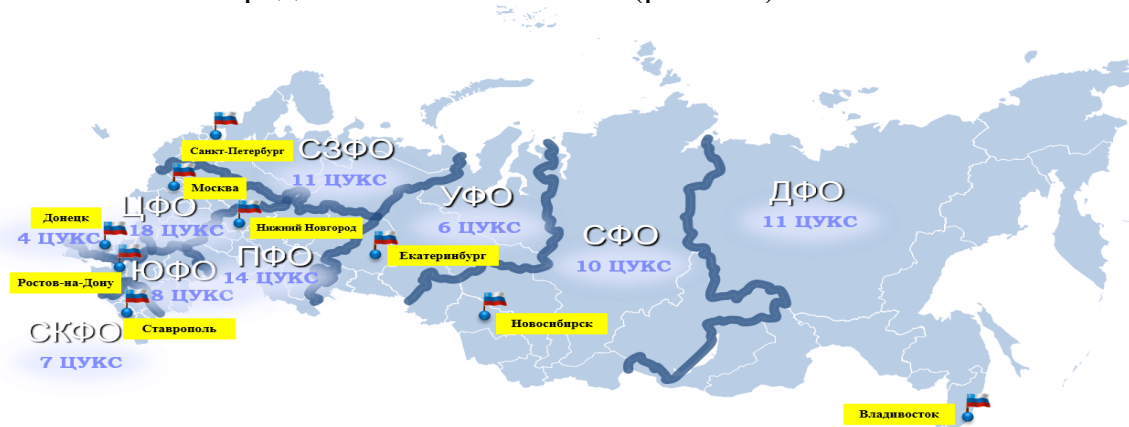 Санкт-Петербург
СЗФО
11 ЦУКС
Москва
ЦФО
18 ЦУКС
Донецк
4 ЦУКС
Нижний Новгород
ПФО
14 ЦУКС
УФО
6 ЦУКС
Екатеринбург
СФО
10 ЦУКС
ДФО
11 ЦУКС
Ростов-на-Дону
ЮФО
8 ЦУКС
Ставрополь
СКФО
7 ЦУКС
Новосибирск
Владивосток